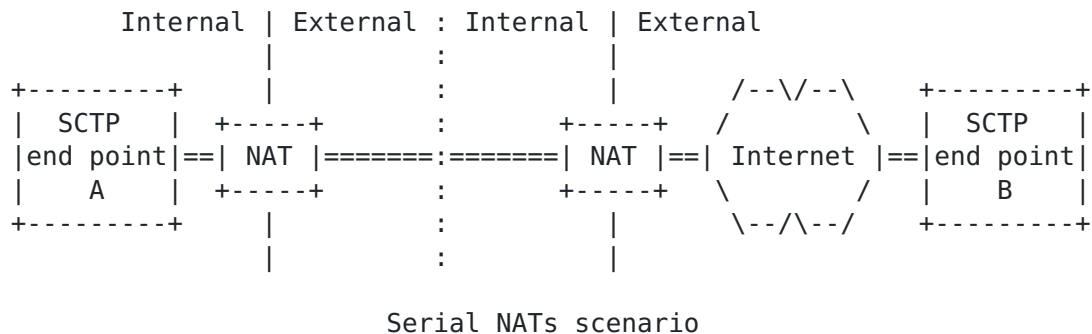 Internal | External : Internal | External
| : |
+---------+ | : | /--\/--\ +---------+
| SCTP | +-----+ : +-----+ / \ | SCTP |
|end point|==| NAT |=======:=======| NAT |==| Internet |==|end point|
| A | +-----+ : +-----+ \ / | B |
+---------+ | : | \--/\--/ +---------+
| : |
Serial NATs scenario